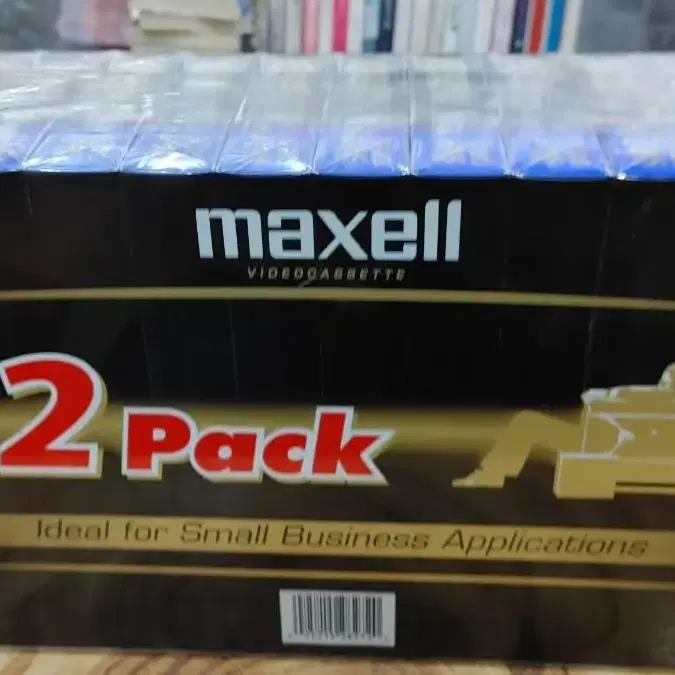 maxell
VIDEOCASSETTE
2 Pack
Ideal for Small Business Applications